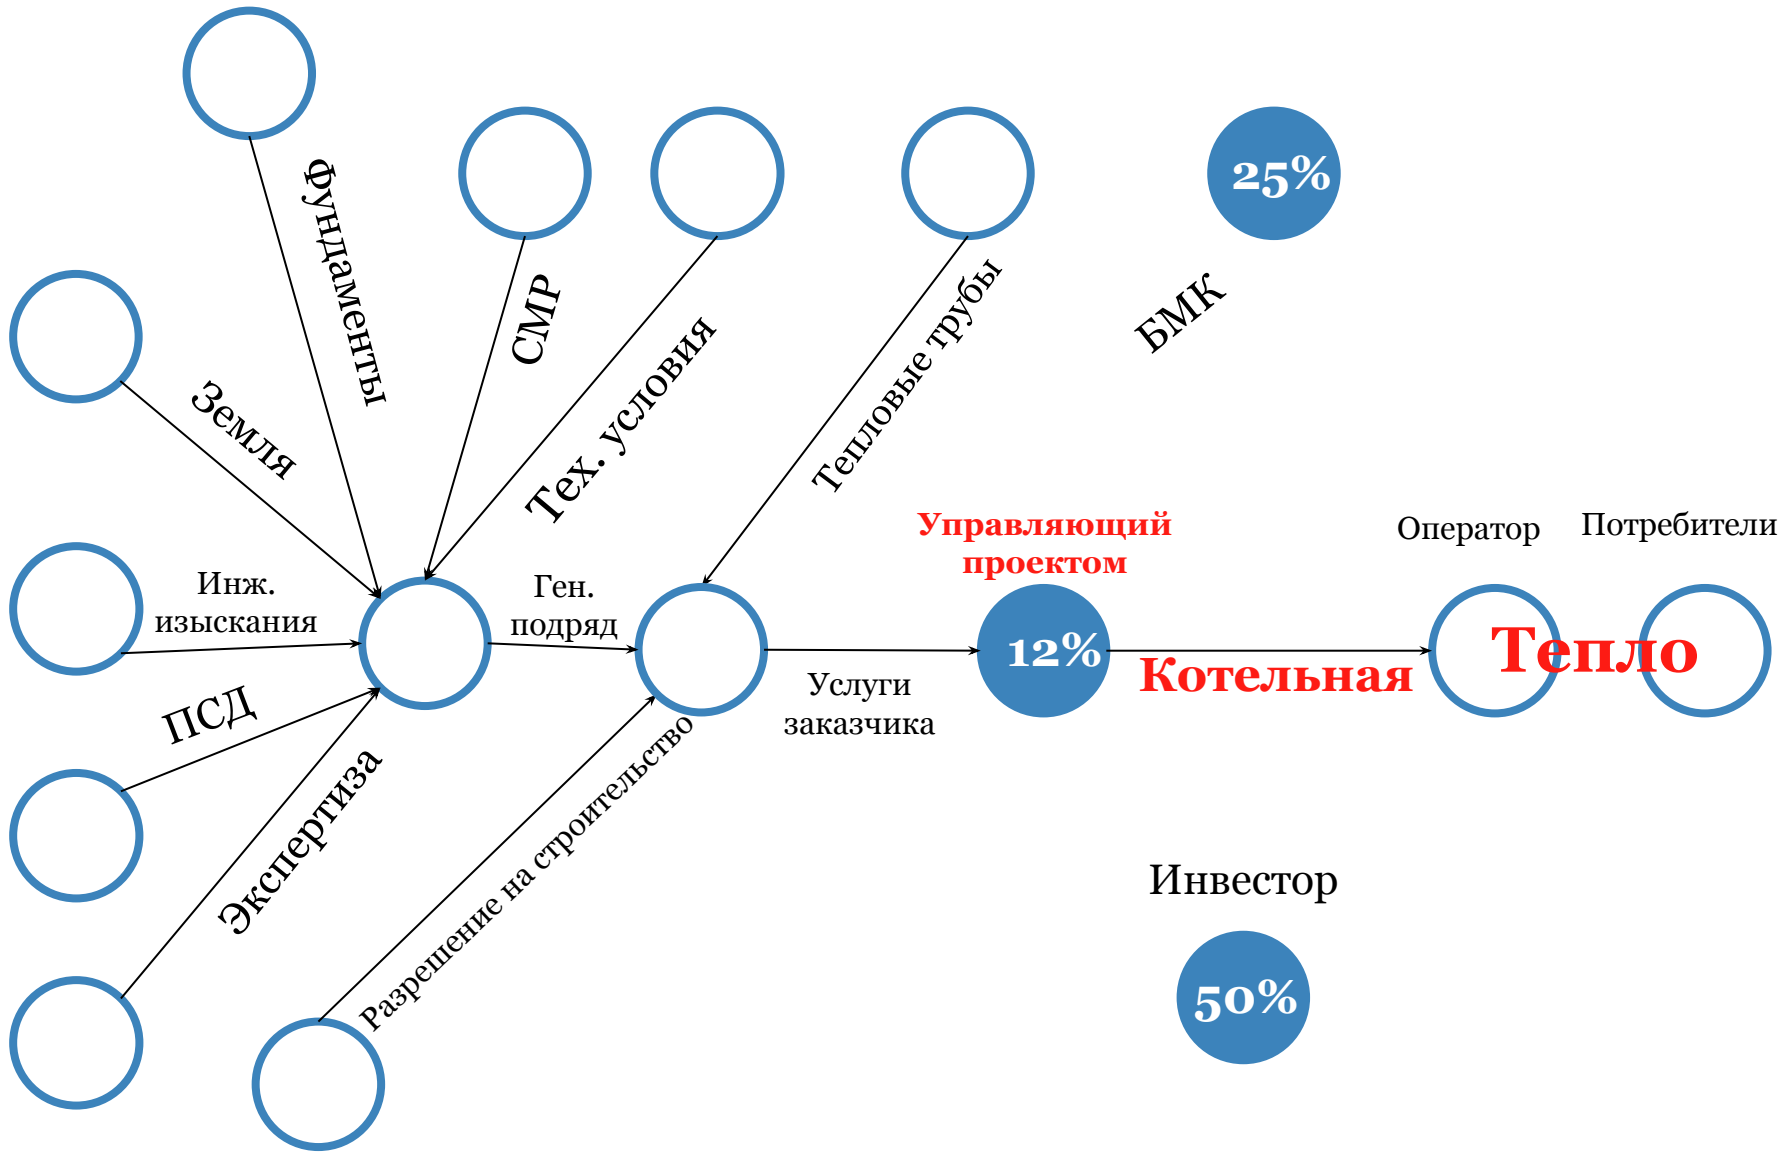 25%
Фундаменты
СМР
Тех. условия
Тепловые трубы
БМК
Земля
Управляющий
проектом
Оператор
Потребители
Инж.
изыскания
Ген.
подряд
12%
Котельная
Тепло
Услуги
заказчика
ПСД
Экспертиза
Разрешение на строительство
Инвестор
50%